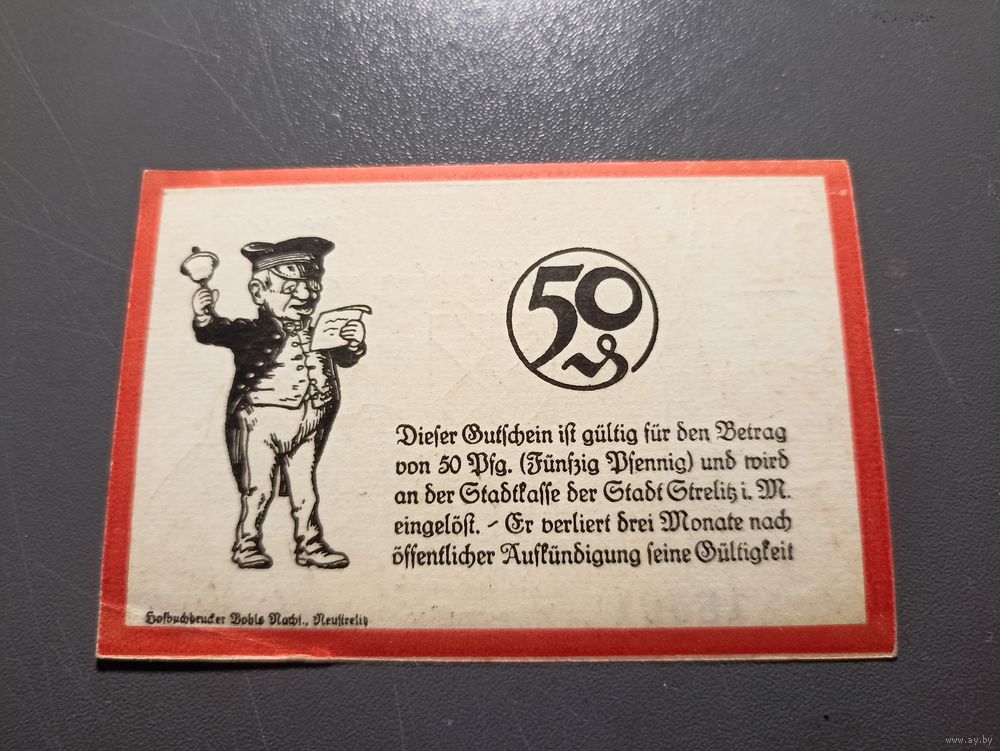 50 ₰
Dieser Gutschein ist gültig für den Betrag
von 50 Pfg. (Fünfzig Pfennig) und wird
an der Stadtkasse der Stadt Strelitz i. M.
eingelöst. - Er verliert drei Monate nach
öffentlicher Aufkündigung seine Gültigkeit
Hofbuchdrucker Bohls Nachf., Neustrelitz
www.ay.by